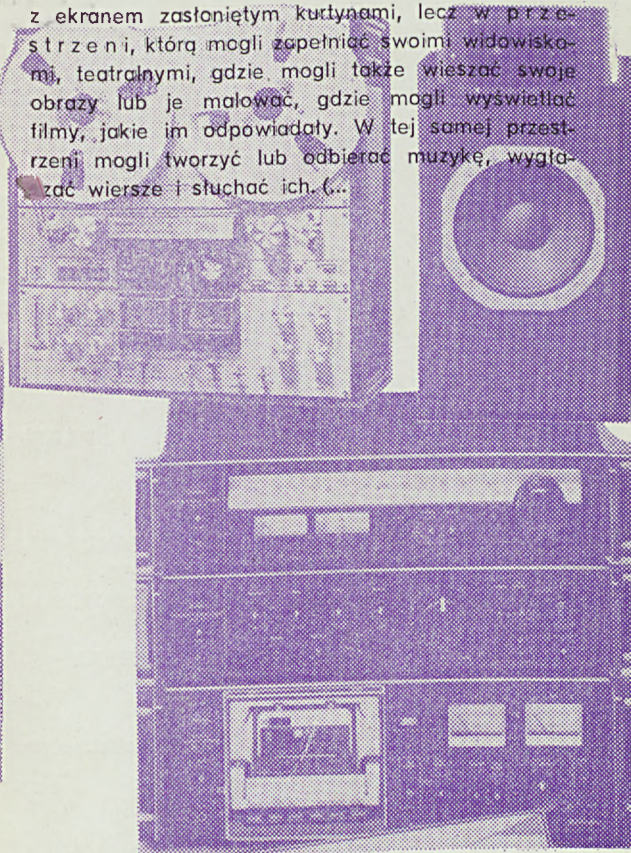 z ekranem zasłoniętym kurtynami, lecz w p r z e-
s t r z e n i, którą mogli zapełniać swoimi widowiska-
mi, teatralnymi, gdzie mogli także wieszać swoje
obrazy lub je malować, gdzie mogli wyświetlać
filmy, jakie im odpowiadały. W tej samej przest-
rzeni mogli tworzyć lub odbierać muzykę, wygła-
zać wiersze i słuchać ich. (...